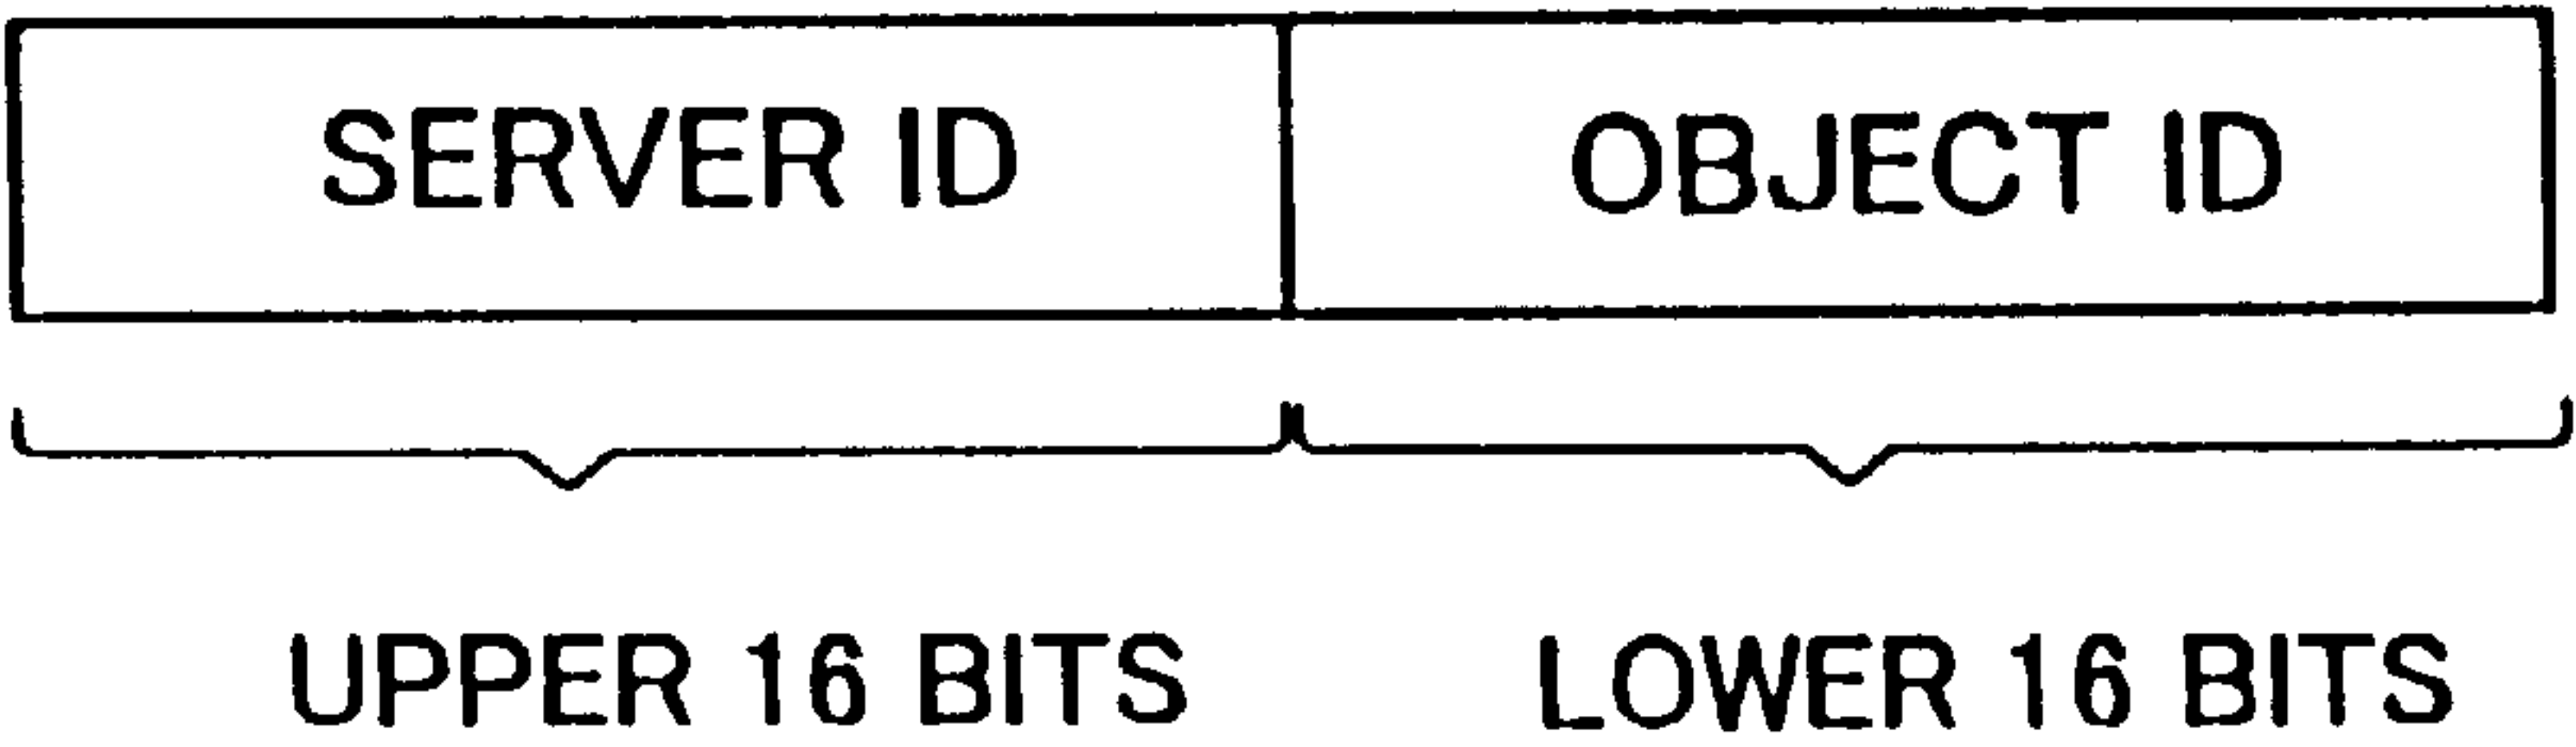 SERVER ID OBJECT ID
UPPER 16 BITS LOWER 16 BITS